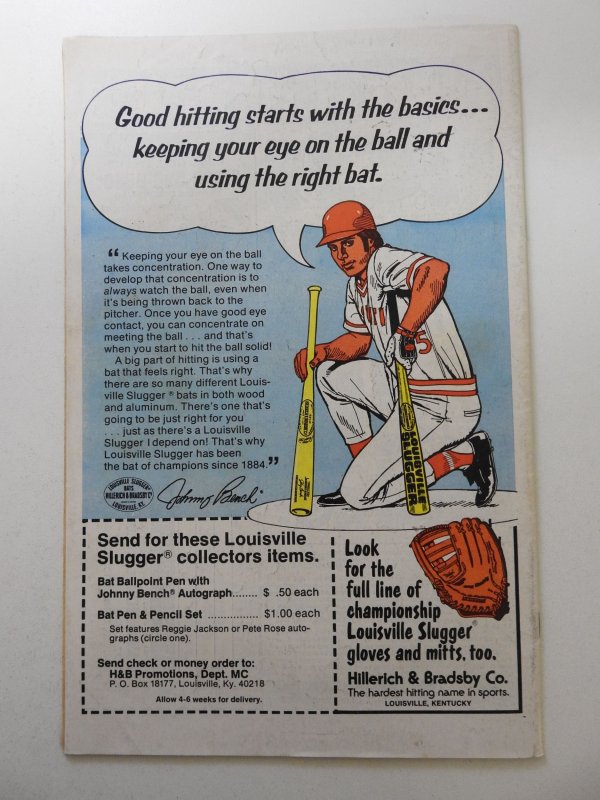 Good hitting starts with the basics...
keeping your eye on the ball and
using the right bat.
“ Keeping your eye on the ball
takes concentration. One way to
develop that concentration is to
always watch the ball, even when
it's being thrown back to the
pitcher. Once you have good eye
contact, you can concentrate on
meeting the ball . . . and that's
when you start to hit the ball solid!
A big part of hitting is using a
bat that feels right. That's why
there are so many different Louis-
ville Slugger ® bats in both wood
and aluminum. There's one that's
going to be just right for you
. . . just as there's a Louisville
Slugger I depend on! That's why
Louisville Slugger has been
the bat of champions since 1884.”
LOUISVILLE SLUGGER
BATS
HILLERICH & BRADSBY Co
LOUISVILLE, KY.
Johnny Bench
5
LOUISVILLE
SLUGGER
Send for these Louisville
Slugger® collectors items.
Bat Ballpoint Pen with
Johnny Bench® Autograph........ $ .50 each
Bat Pen & Pencil Set ................ $1.00 each
Set features Reggie Jackson or Pete Rose auto-
graphs (circle one).
Send check or money order to:
H&B Promotions, Dept. MC
P. O. Box 18177, Louisville, Ky. 40218
Allow 4-6 weeks for delivery.
Look
for the
full line of
championship
Louisville Slugger®
gloves and mitts, too.
Hillerich & Bradsby Co.
The hardest hitting name in sports.
LOUISVILLE, KENTUCKY